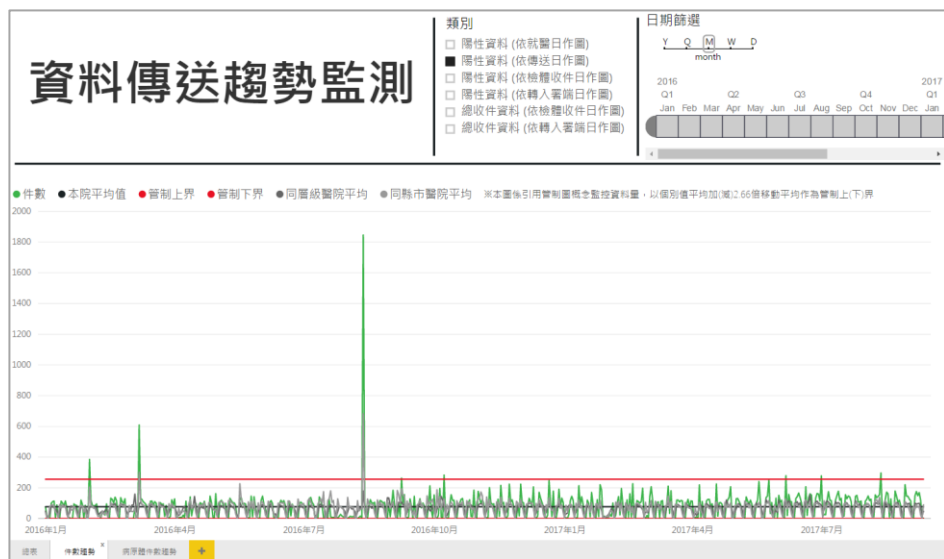 資料傳送趨勢監測
類別
陽性資料 (依就醫日作圖)
陽性資料 (依傳送日作圖)
陽性資料 (依檢體收件日作圖)
陽性資料 (依轉入署端日作圖)
總收件資料 (依檢體收件日作圖)
總收件資料 (依轉入署端日作圖)
日期篩選
Y Q M W D
month
2016 2017
Q1 Q2 Q3 Q4 Q1
Jan Feb Mar Apr May Jun Jul Aug Sep Oct Nov Dec Jan
件數 本院平均值 管制上界 管制下界 同層級醫院平均 同縣市醫院平均 ※本圖係引用管制圖概念監控資料量，以個別值平均加(減)2.66倍移動平均作為管制上(下)界
2000
1800
1600
1400
1200
1000
800
600
400
200
0
2016年1月 2016年4月 2016年7月 2016年10月 2017年1月 2017年4月 2017年7月
總表 件數趨勢 × 病原體件數趨勢 +